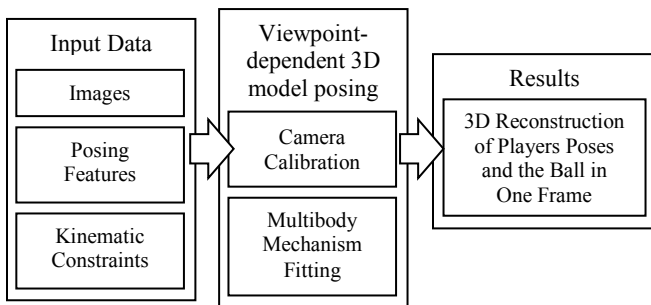 Input Data
Images
Posing
Features
Kinematic
Constraints
Viewpoint-
dependent 3D
model posing
Camera
Calibration
Multibody
Mechanism
Fitting
Results
3D Reconstruction
of Players Poses
and the Ball in
One Frame